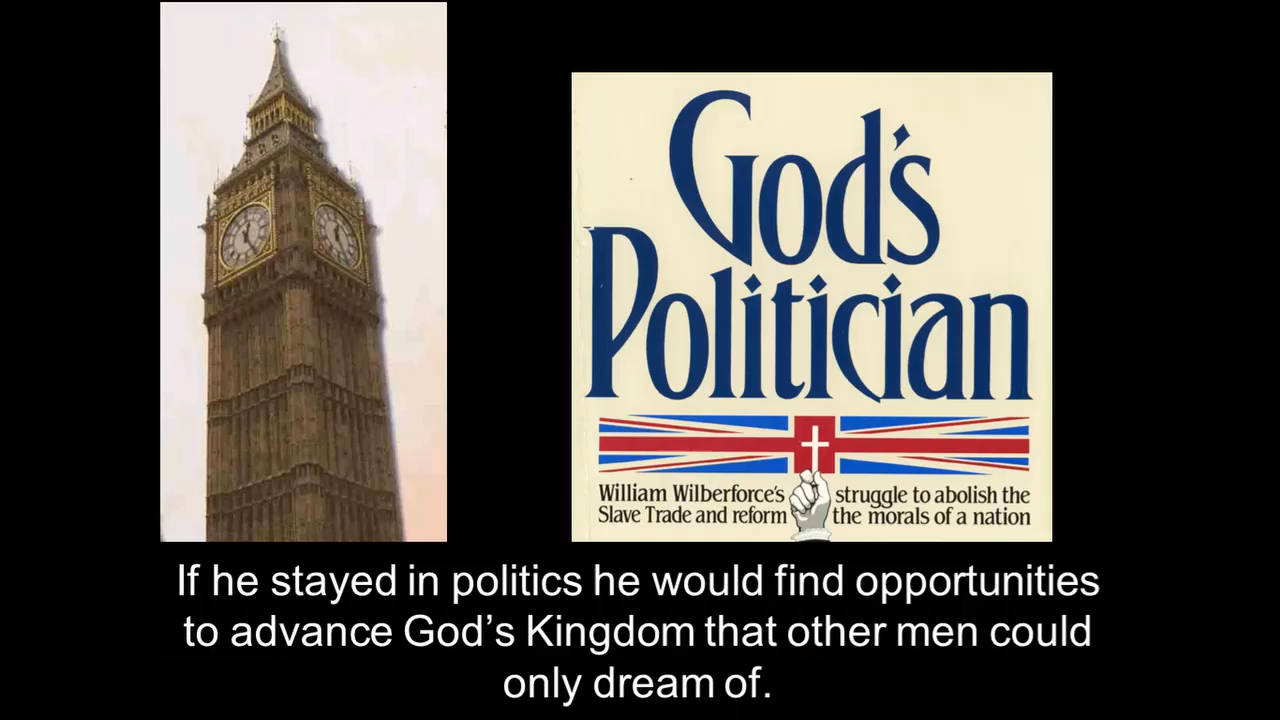 God's
Politician
William Wilberforce's struggle to abolish the
Slave Trade and reform the morals of a nation
If he stayed in politics he would find opportunities
to advance God’s Kingdom that other men could
only dream of.